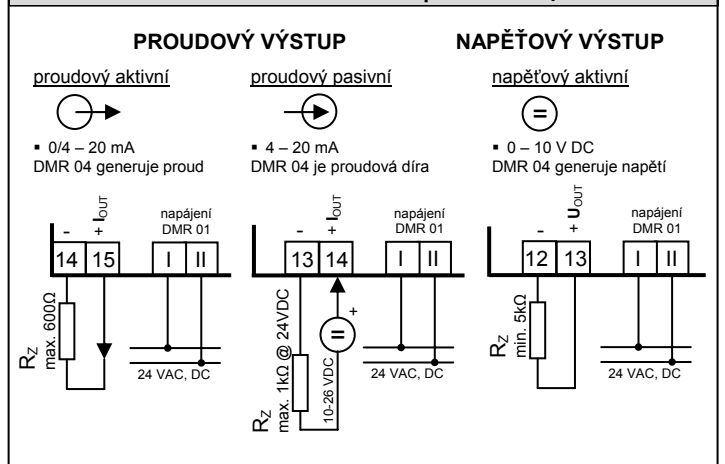 PROUDOVÝ VÝSTUP
NAPĚŤOVÝ VÝSTUP
proudový aktivní
▪ 0/4 – 20 mA
DMR 04 generuje proud
- + IOUT
napájení
DMR 01
14 15 I II
RZ
max. 600Ω
24 VAC, DC
proudový pasivní
▪ 4 – 20 mA
DMR 04 je proudová díra
- + IOUT
napájení
DMR 01
13 14 I II
+
=
RZ
max. 1kΩ @ 24VDC
10-26 VDC
24 VAC, DC
napěťový aktivní
=
▪ 0 – 10 V DC
DMR 04 generuje napětí
- + UOUT
napájení
DMR 01
12 13 I II
RZ
min. 5kΩ
24 VAC, DC